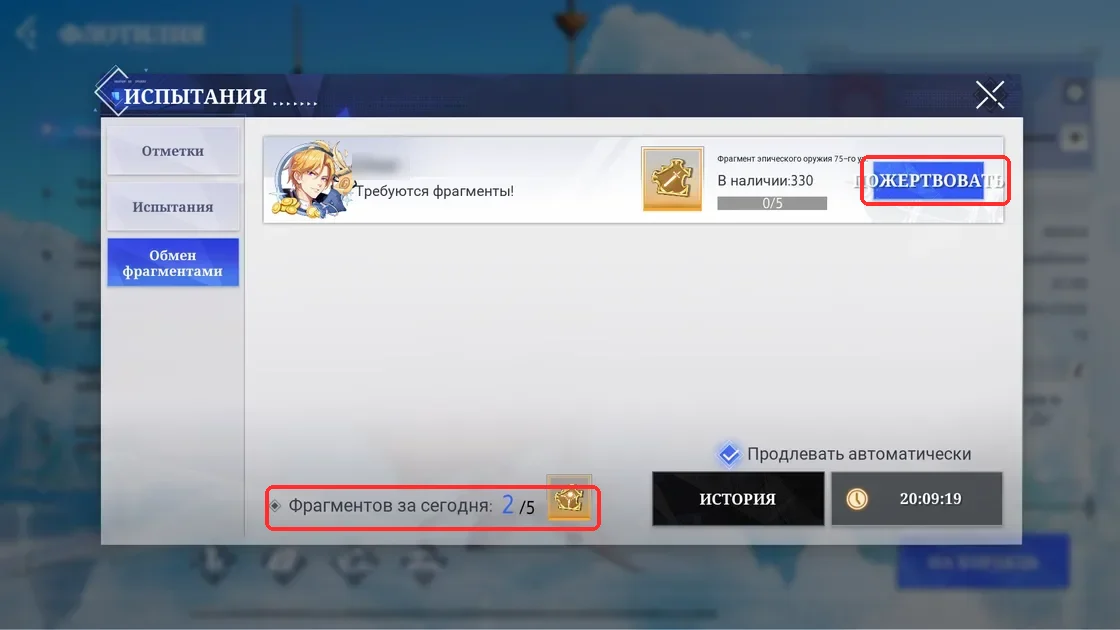 ФЛОТИЛИЯ
ИСПЫТАНИЯ
Отметки
Испытания
Обмен
фрагментами
Требуются фрагменты!
Фрагмент эпического оружия 75-го
В наличии:330
0/5
ПОЖЕРТВОВАТЬ
Фрагментов за сегодня: 2 /5
Продлевать автоматически
ИСТОРИЯ
20:09:19